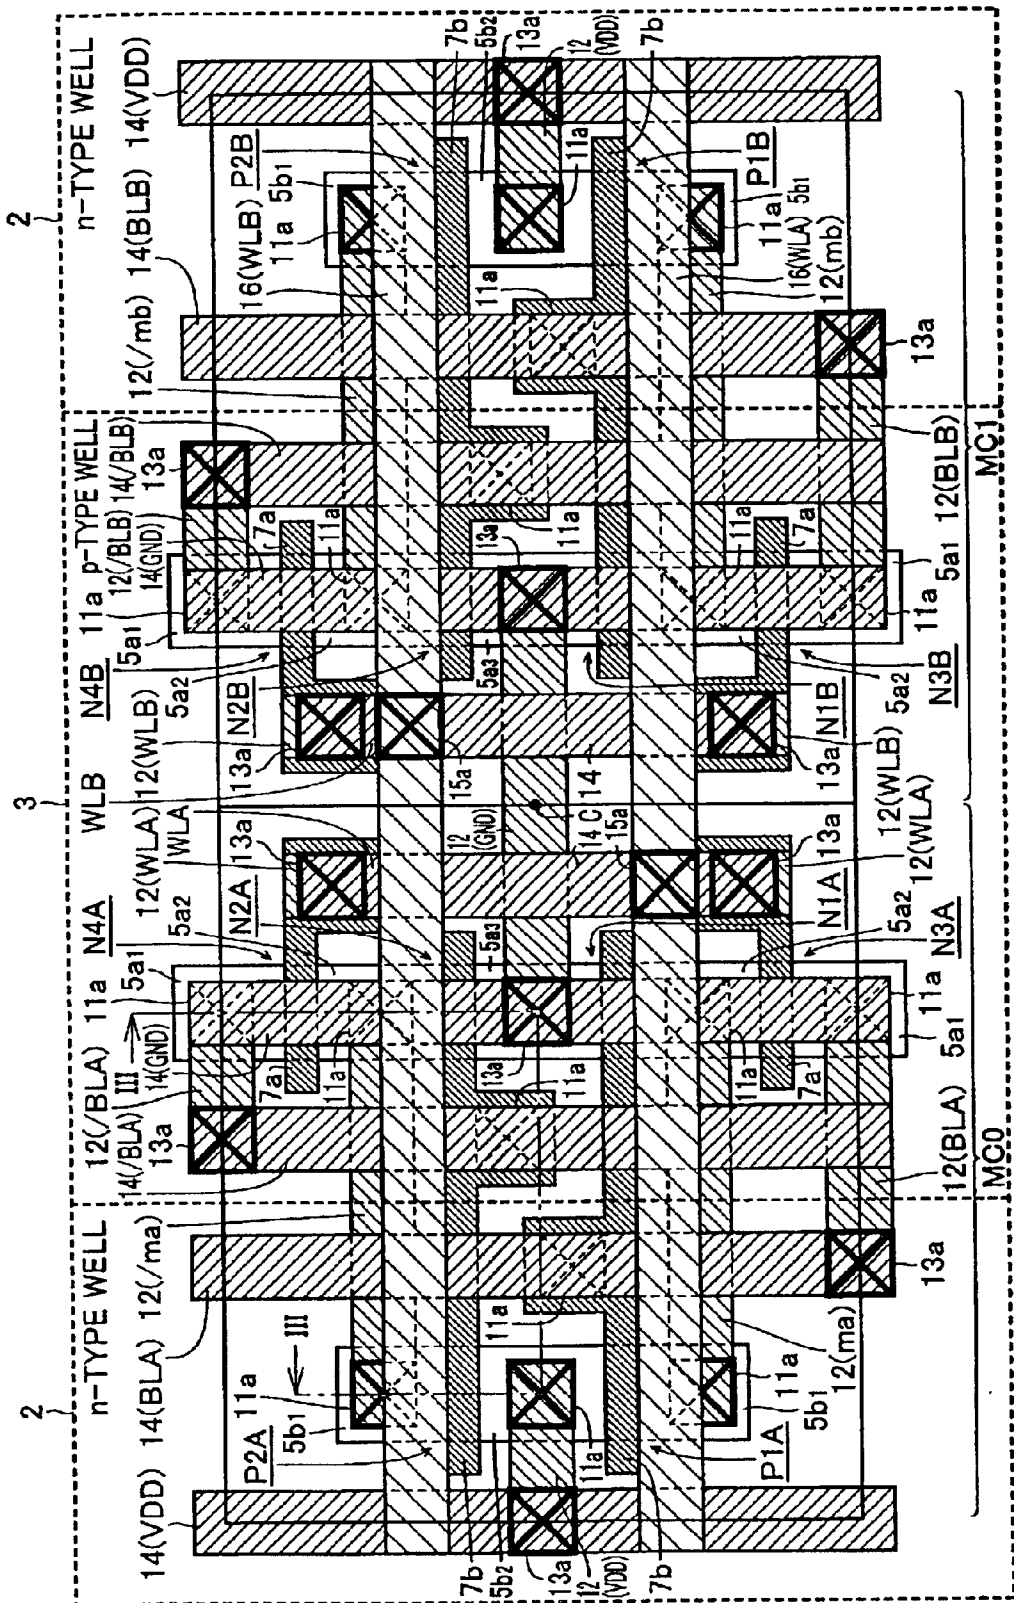 2
n-TYPE WELL
3
p-TYPE WELL
2
n-TYPE WELL
14(VDD)
14(BLA)
12(/ma)
12(/BLA)
11a
N4A
WLB
N4B
11a
12(/mb)
14(BLB)
14(VDD)
5a1
5a2
12(WLA)
WLA
12(WLB)
5a2
5a1
12(/BLB)
14(GND)
14(/BLB)
14(/BLA)
III
14(GND)
13a
7a
11a
13a
N2A
13a
N2B
7a
11a
13a
11a
5b1
III
P2A
16(WLB)
11a
5b1
P2B
7b
5b2
13a
12
(VDD)
11a
11a
13a
11a
5a3
12
(GND)
14
C
15a
15a
14
5a3
13a
11a
11a
11a
7b
5b2
13a
12
(VDD)
7b
7b
P1A
11a
5b1
12(ma)
11a
7a
N1A
13a
12(WLA)
12(WLB)
13a
N1B
11a
7a
P1B
11a
5b1
16(WLA)
12(mb)
13a
12(BLA)
11a
5a1
5a2
N3A
5a2
N3B
11a
5a1
12(BLB)
13a
MC0
MC1